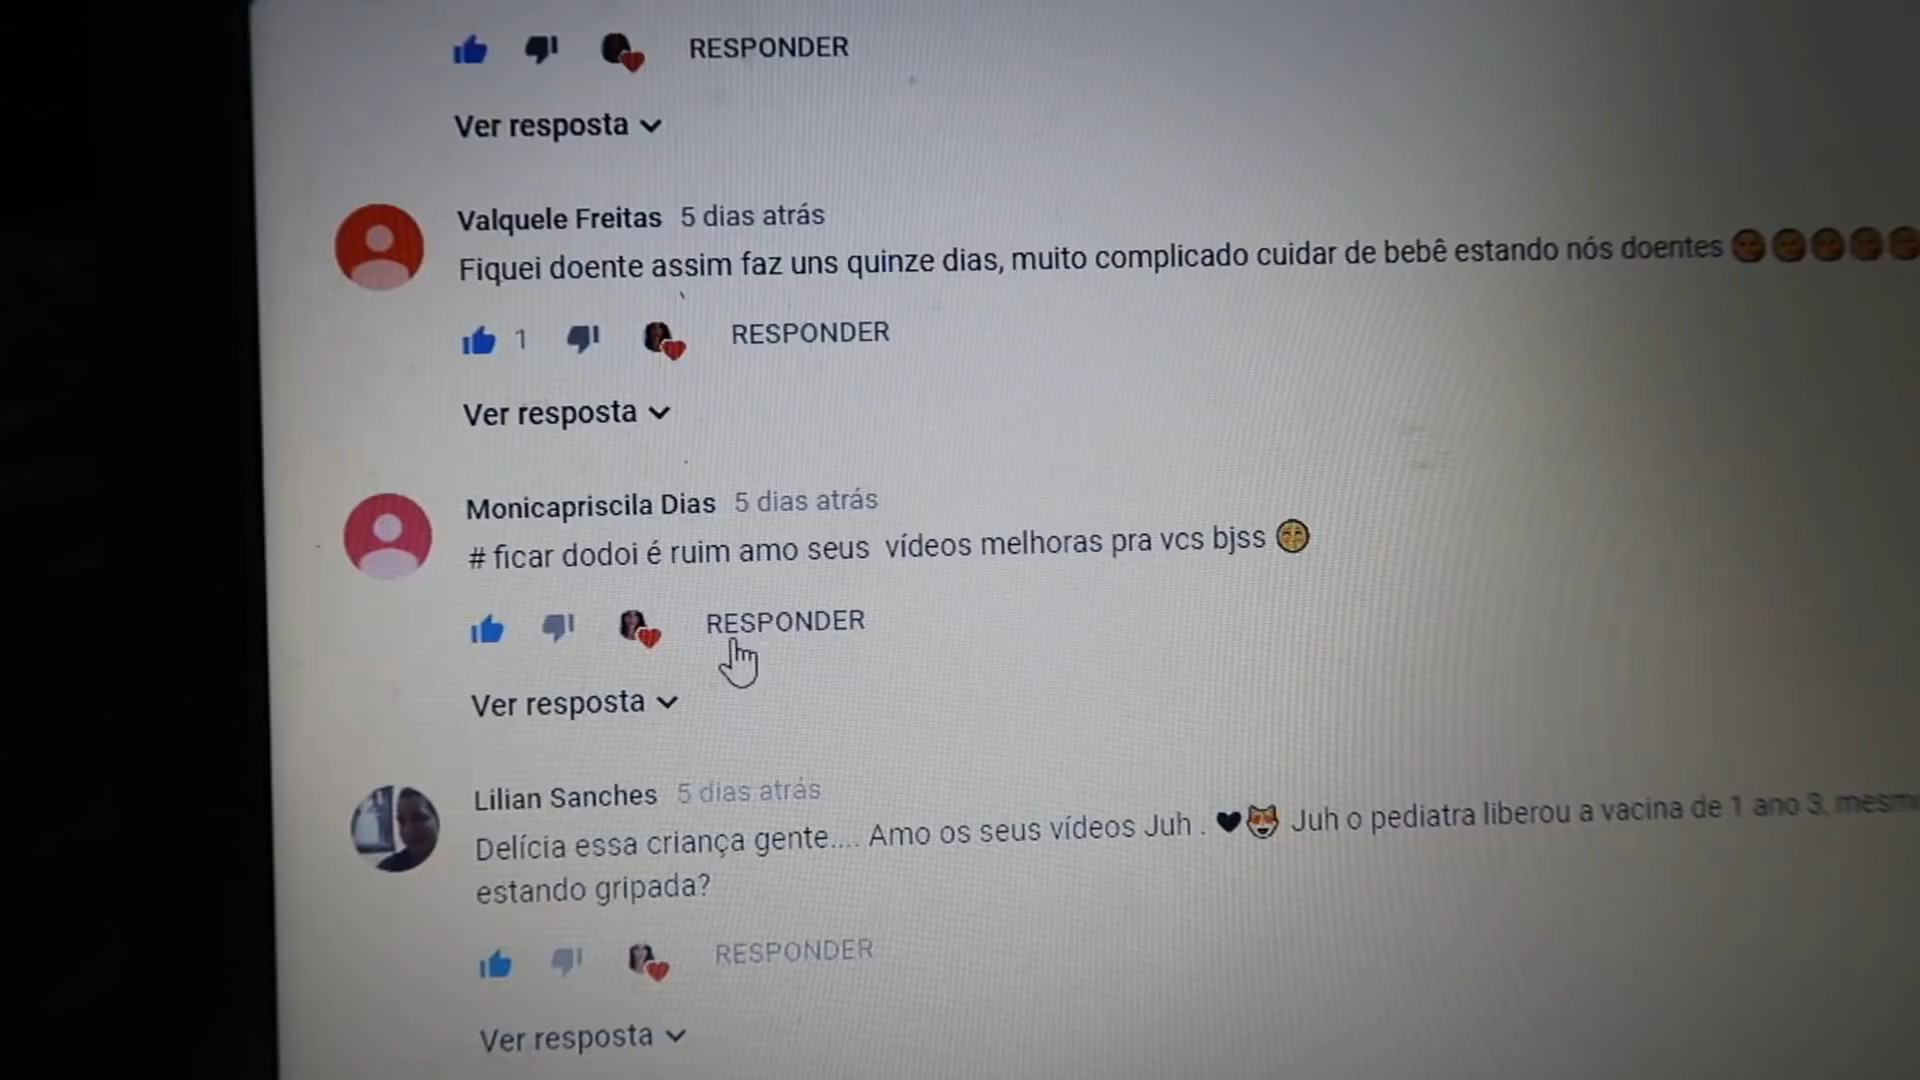 RESPONDER
Ver resposta
Valquele Freitas 5 dias atrás
Fiquei doente assim faz uns quinze dias, muito complicado cuidar de bebê estando nós doentes
1 RESPONDER
Ver resposta
Monicapriscila Dias 5 dias atrás
# ficar dodoi é ruim amo seus vídeos melhoras pra vcs bjss
RESPONDER
Ver resposta
Lilian Sanches 5 dias atrás
Delícia essa criança gente.... Amo os seus vídeos Juh . Juh o pediatra liberou a vacina de 1 ano 3,
estando gripada?
RESPONDER
Ver resposta